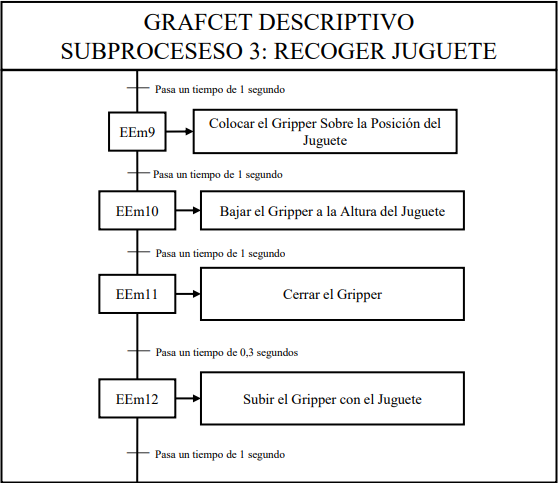 GRAFCET DESCRIPTIVO
SUBPROCESESO 3: RECOGER JUGUETE
Pasa un tiempo de 1 segundo
EEm9
Colocar el Gripper Sobre la Posición del
Juguete
Pasa un tiempo de 1 segundo
EEm10
Bajar el Gripper a la Altura del Juguete
Pasa un tiempo de 1 segundo
EEm11
Cerrar el Gripper
Pasa un tiempo de 0,3 segundos
EEm12
Subir el Gripper con el Juguete
Pasa un tiempo de 1 segundo